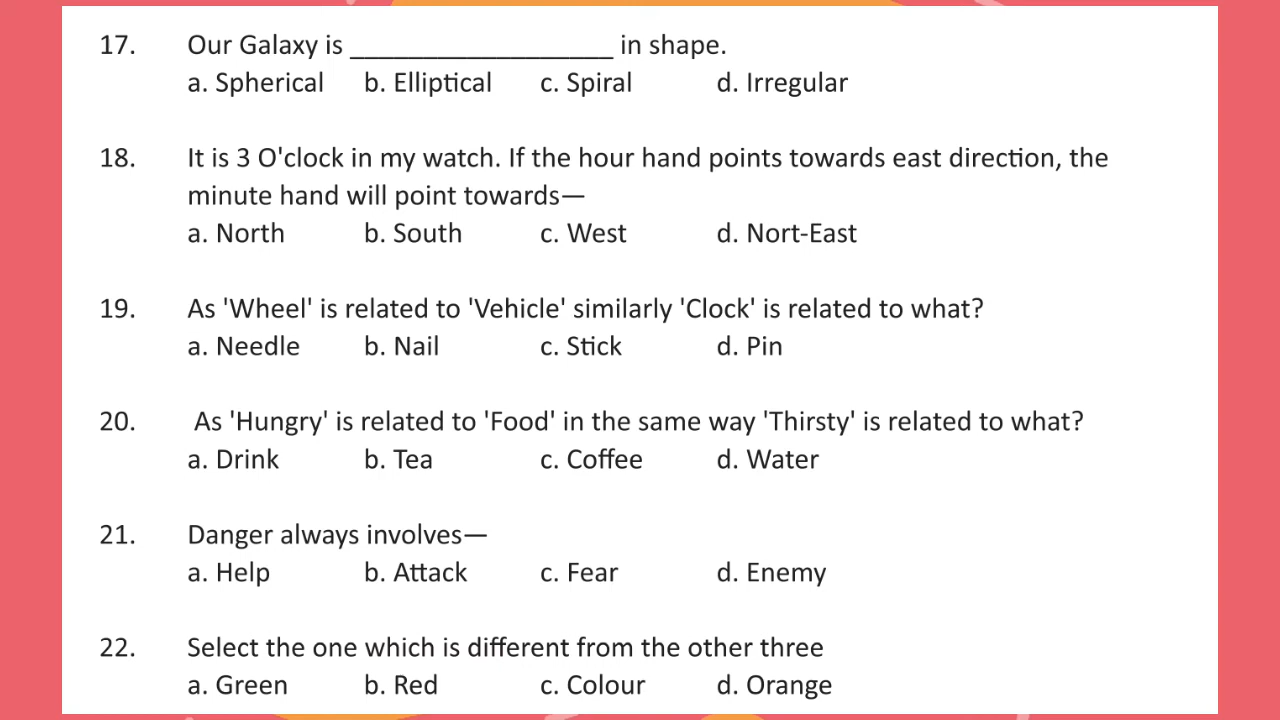 17. Our Galaxy is __________________ in shape.
a. Spherical b. Elliptical c. Spiral d. Irregular
18. It is 3 O'clock in my watch. If the hour hand points towards east direction, the
minute hand will point towards—
a. North b. South c. West d. Nort-East
19. As 'Wheel' is related to 'Vehicle' similarly 'Clock' is related to what?
a. Needle b. Nail c. Stick d. Pin
20. As 'Hungry' is related to 'Food' in the same way 'Thirsty' is related to what?
a. Drink b. Tea c. Coffee d. Water
21. Danger always involves—
a. Help b. Attack c. Fear d. Enemy
22. Select the one which is different from the other three
a. Green b. Red c. Colour d. Orange